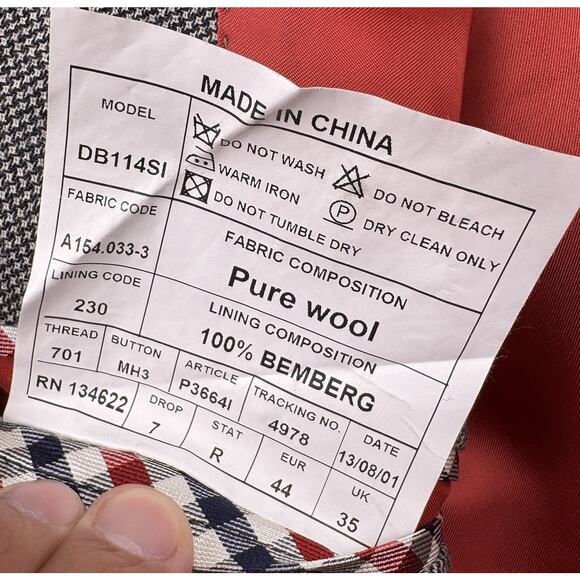 MADE IN CHINA
MODEL
DB114SI
DO NOT WASH
DO NOT BLEACH
WARM IRON
P
DRY CLEAN ONLY
DO NOT TUMBLE DRY
FABRIC CODE
A154.033-3
FABRIC COMPOSITION
Pure wool
LINING CODE
230
LINING COMPOSITION
100% BEMBERG
THREAD
701
BUTTON
MH3
ARTICLE
P3664I
TRACKING NO.
4978
DATE
13/08/01
RN 134622
DROP
7
STAT
R
EUR
44
UK
35